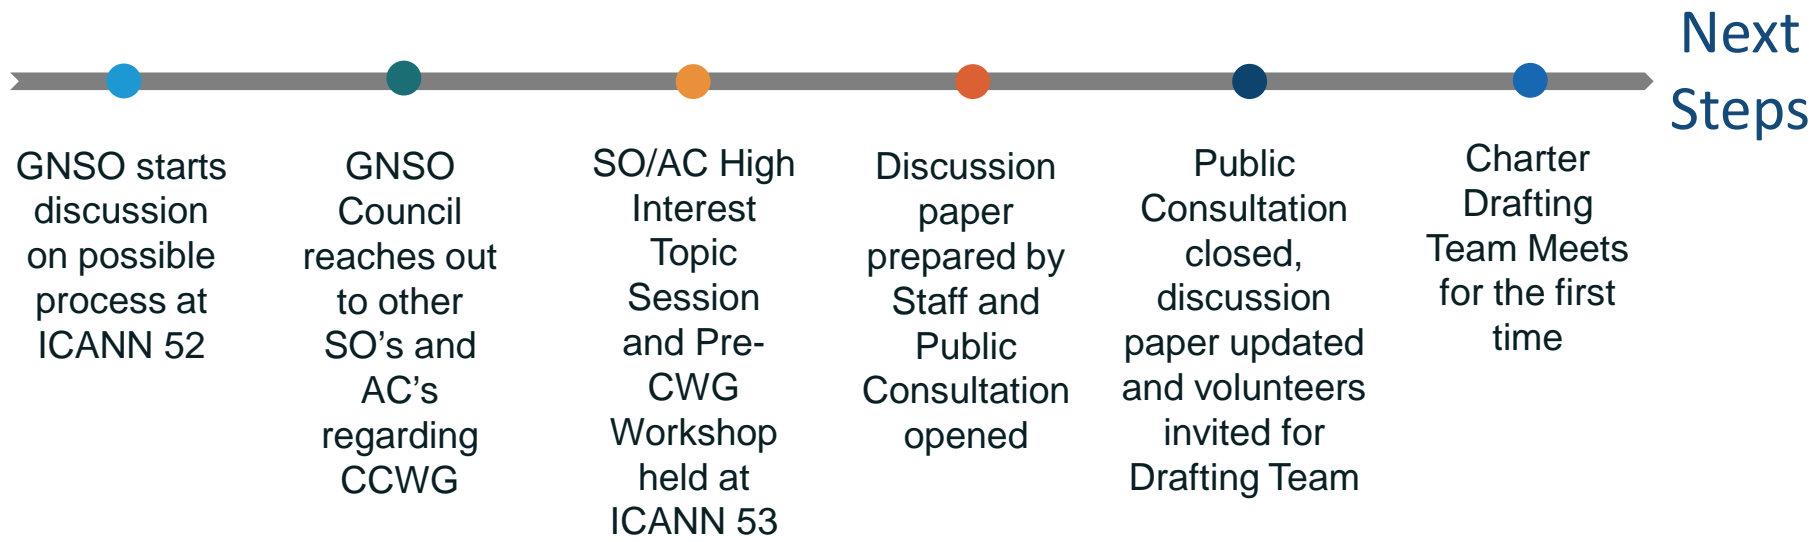 Next
Steps
GNSO starts
discussion
on possible
process at
ICANN 52
GNSO
Council
reaches out
to other
SO’s and
AC’s
regarding
CCWG
SO/AC High
Interest
Topic
Session
and Pre-
CWG
Workshop
held at
ICANN 53
Discussion
paper
prepared by
Staff and
Public
Consultation
opened
Public
Consultation
closed,
discussion
paper updated
and volunteers
invited for
Drafting Team
Charter
Drafting
Team Meets
for the first
time